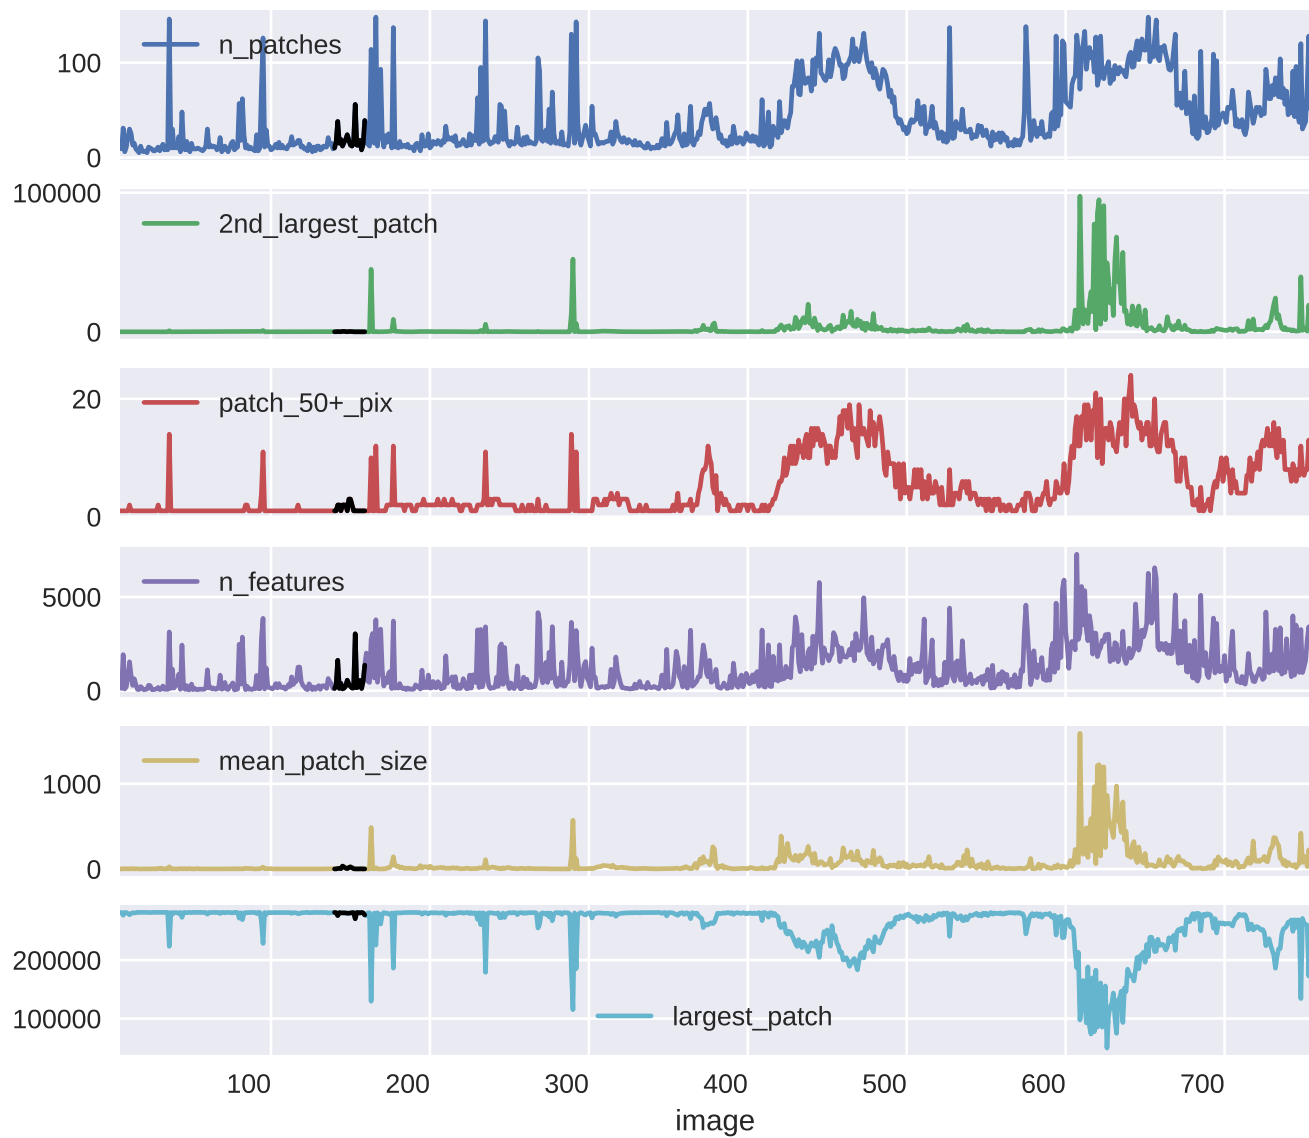 n_patches
100
0
100000
2nd_largest_patch
0
20
patch_50+_pix
0
n_features
5000
0
mean_patch_size
1000
0
200000
100000
largest_patch
100 200 300 400 500 600 700
image